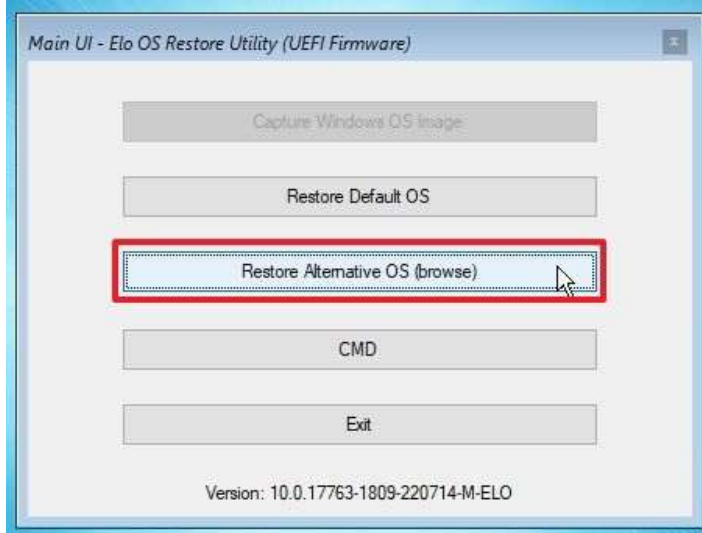 Main UI - Elo OS Restore Utility (UEFI Firmware)
x
Capture Windows OS Image
Restore Default OS
Restore Alternative OS (browse)
CMD
Exit
Version: 10.0.17763-1809-220714-M-ELO